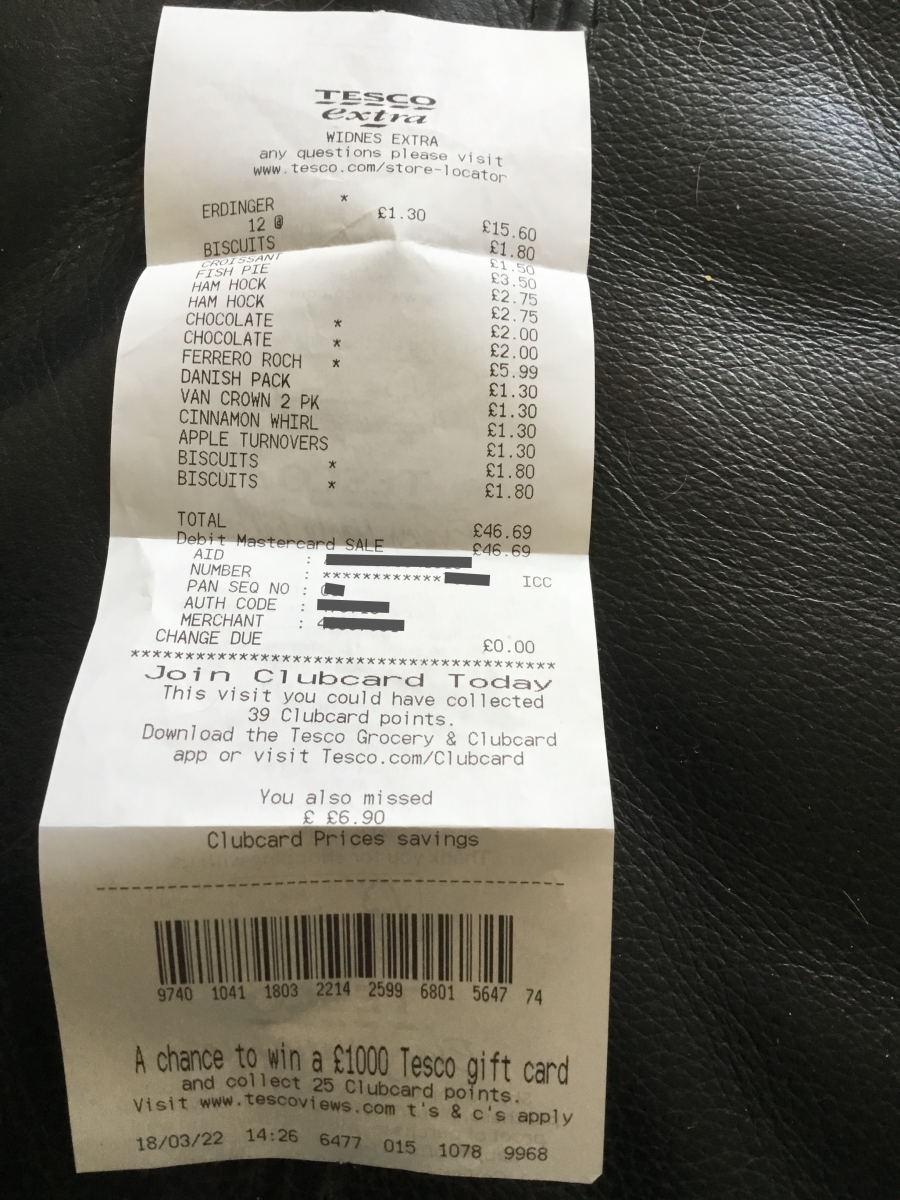 TESCO
extra
WIDNES EXTRA
any questions please visit
www.tesco.com/store-locator
ERDINGER *
12 @ £1.30 £15.60
BISCUITS £1.80
CROISSANT £1.50
FISH PIE £3.50
HAM HOCK £2.75
HAM HOCK £2.75
CHOCOLATE * £2.00
CHOCOLATE * £2.00
FERRERO ROCH * £5.99
DANISH PACK £1.30
VAN CROWN 2 PK £1.30
CINNAMON WHIRL £1.30
APPLE TURNOVERS £1.30
BISCUITS * £1.80
BISCUITS * £1.80
TOTAL £46.69
Debit Mastercard SALE £46.69
AID :
NUMBER : ************ ICC
PAN SEQ NO :
AUTH CODE :
MERCHANT :
CHANGE DUE £0.00
****************************************
Join Clubcard Today
This visit you could have collected
39 Clubcard points.
Download the Tesco Grocery & Clubcard
app or visit Tesco.com/Clubcard
You also missed
£ £6.90
Clubcard Prices savings
9740 1041 1803 2214 2599 6801 5647 74
A chance to win a £1000 Tesco gift card
and collect 25 Clubcard points.
Visit www.tescoviews.com t's & c's apply
18/03/22 14:26 6477 015 1078 9968